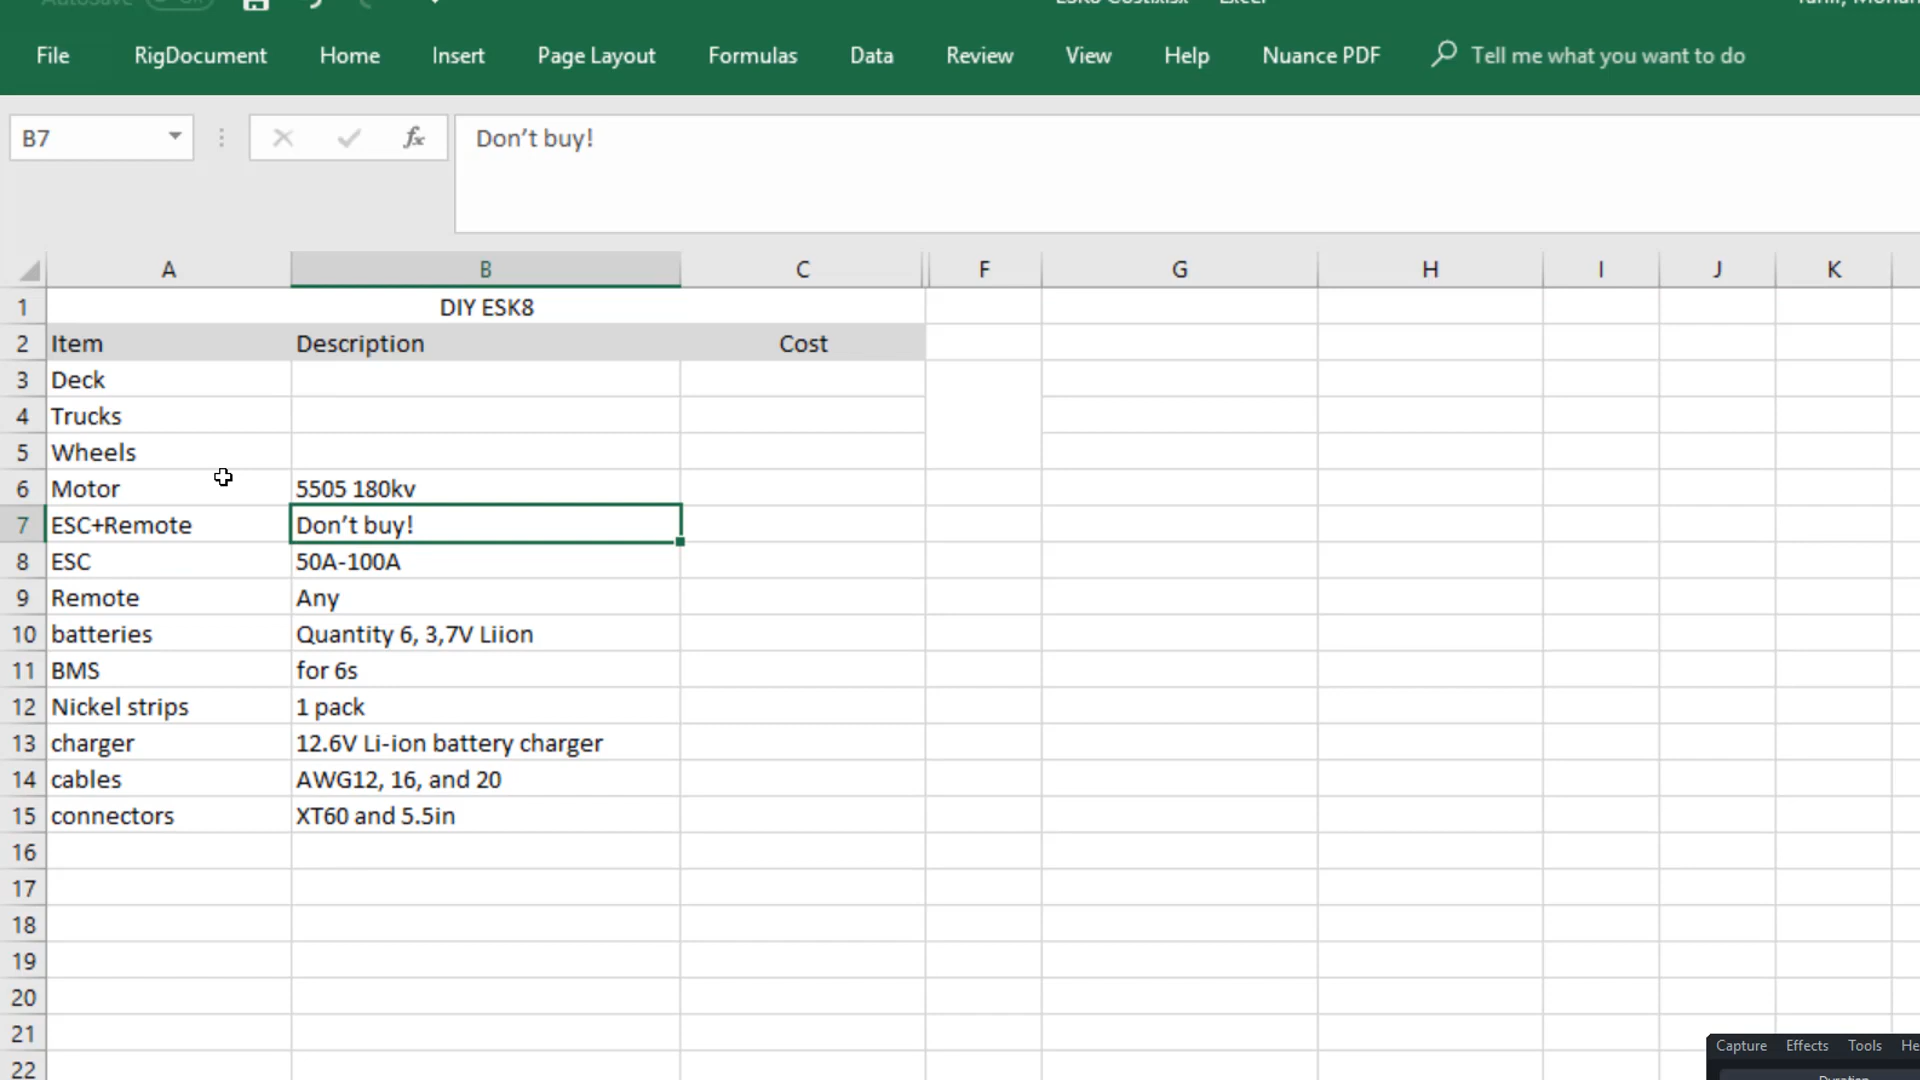 File RigDocument Home Insert Page Layout Formulas Data Review View Help Nuance PDF Tell me what you want to do
B7 fx Don’t buy!
A B C F G H I J K
1 DIY ESK8
2 Item Description Cost
3 Deck
4 Trucks
5 Wheels
6 Motor 5505 180kv
7 ESC+Remote Don’t buy!
8 ESC 50A-100A
9 Remote Any
10 batteries Quantity 6, 3,7V Liion
11 BMS for 6s
12 Nickel strips 1 pack
13 charger 12.6V Li-ion battery charger
14 cables AWG12, 16, and 20
15 connectors XT60 and 5.5in
16
17
18
19
20
21
22
Capture Effects Tools He